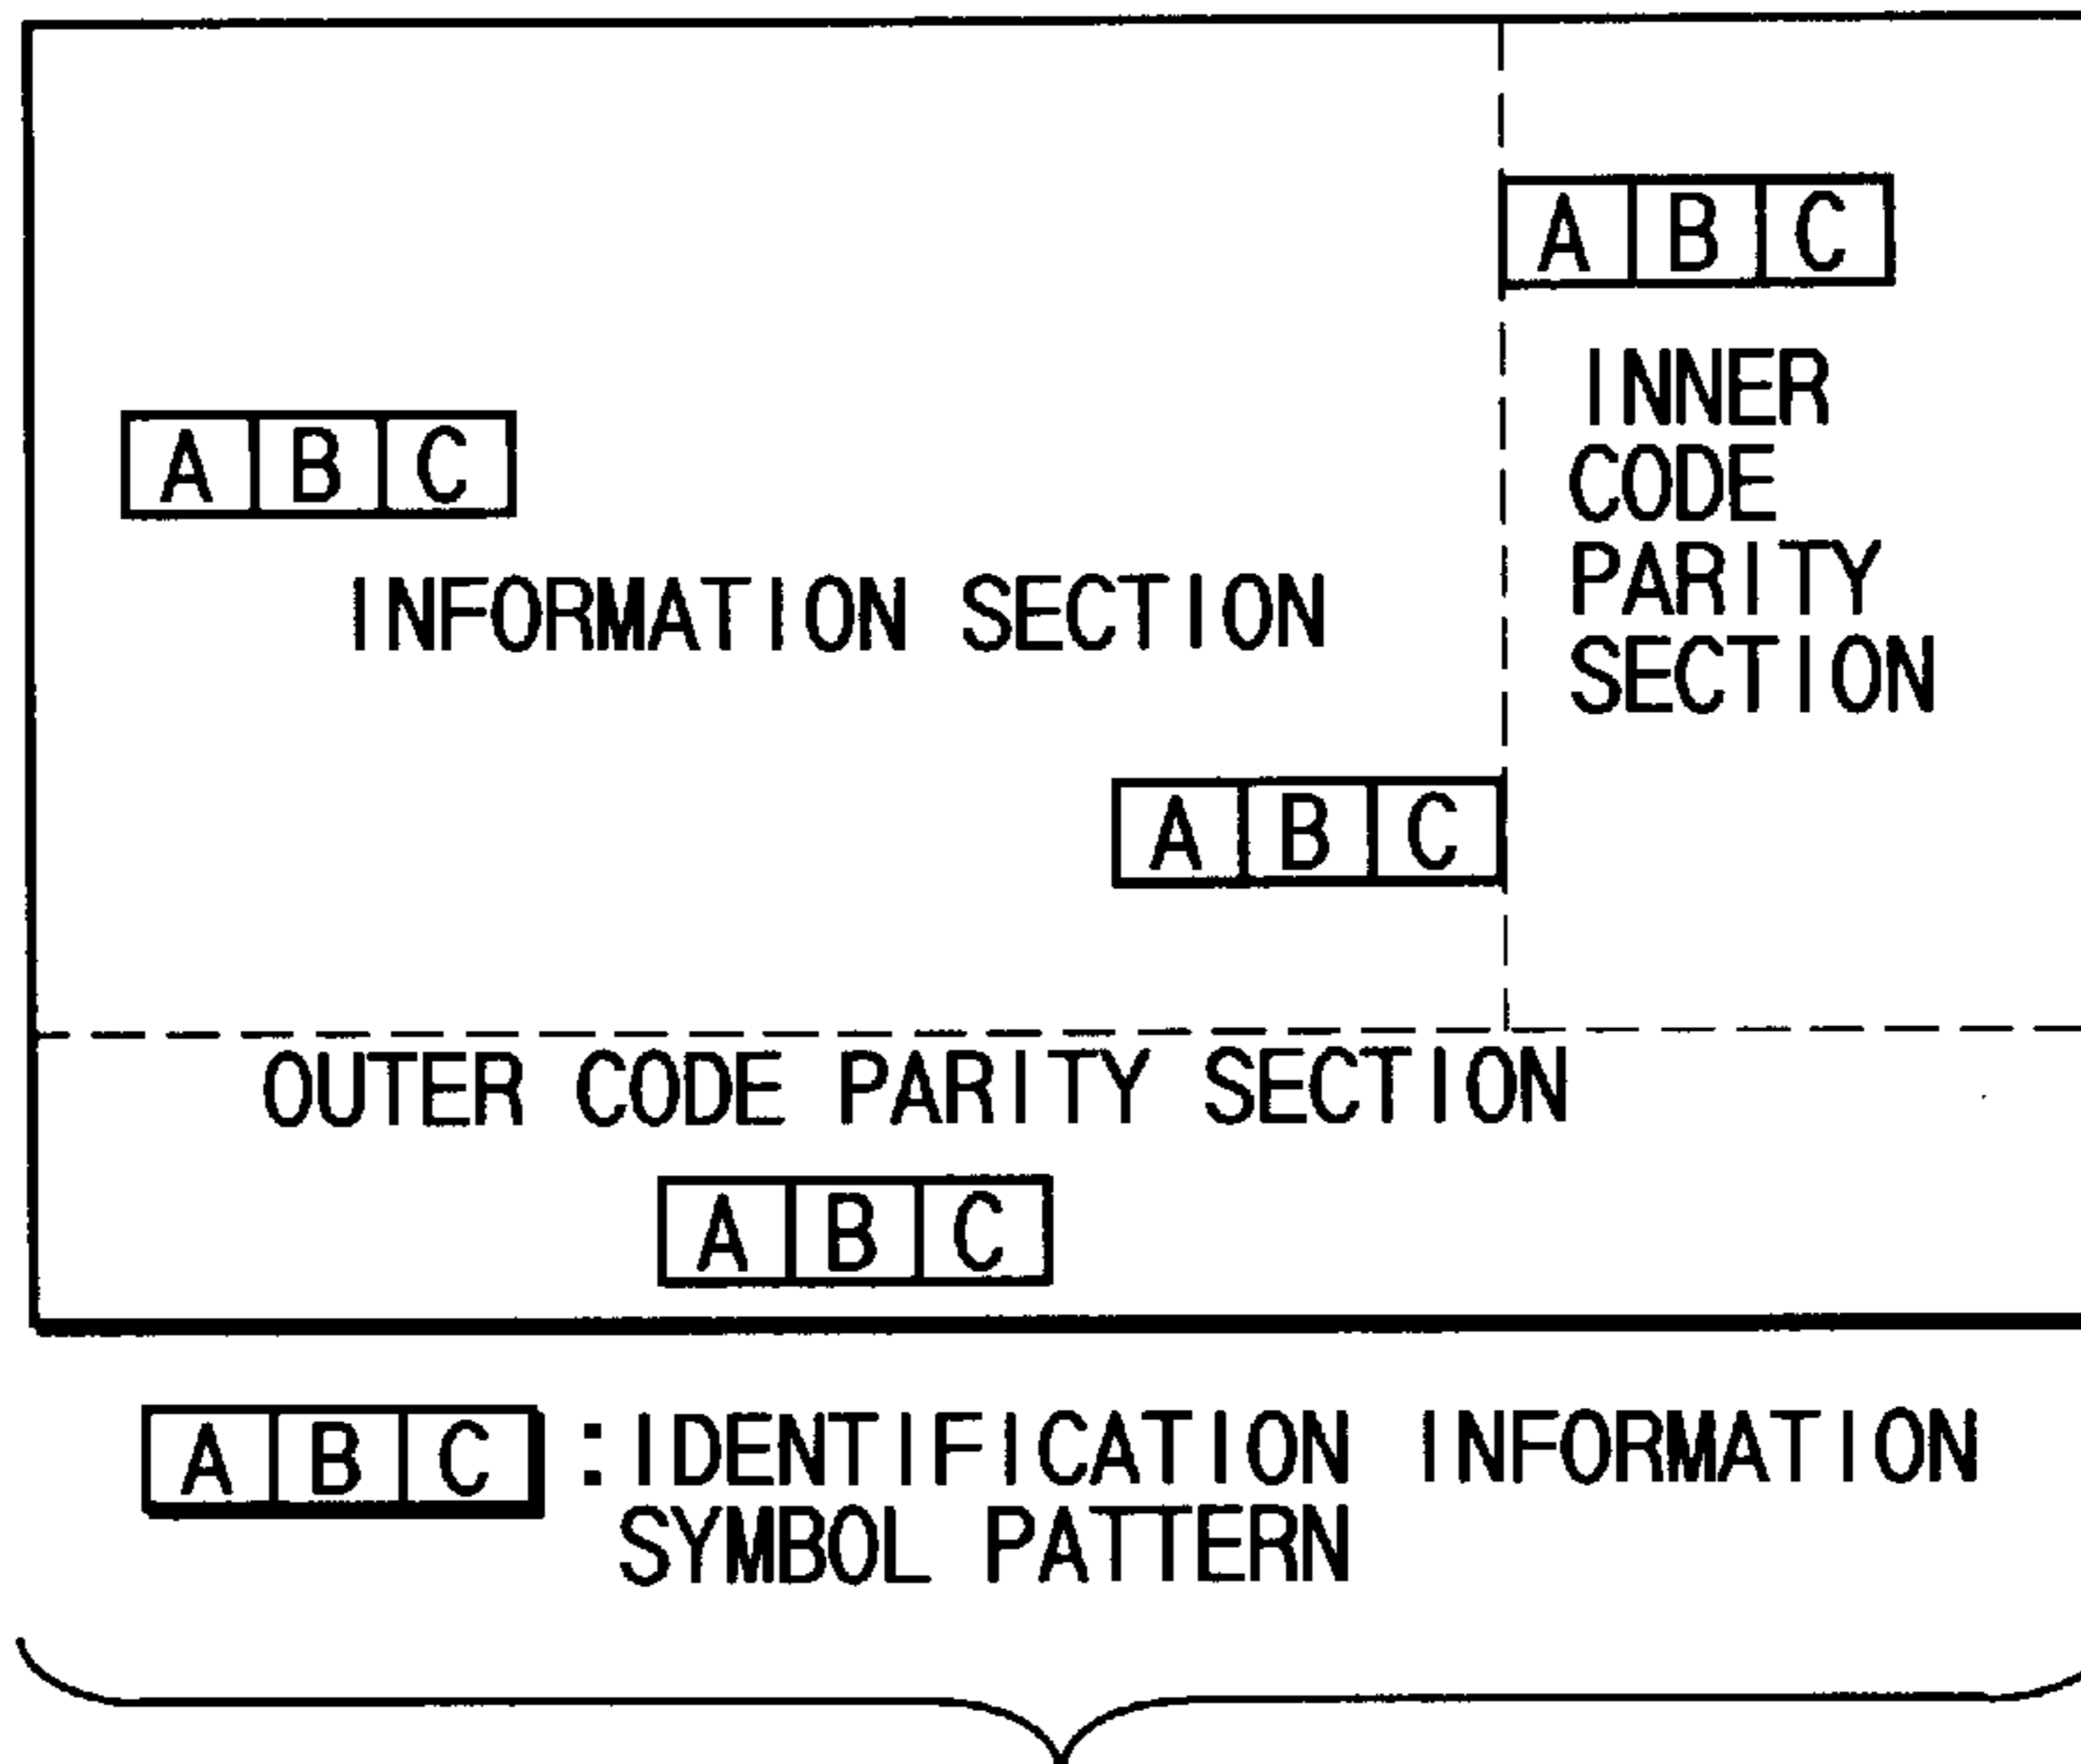 A B C
INNER
CODE
PARITY
SECTION
A B C
INFORMATION SECTION
A B C
OUTER CODE PARITY SECTION
A B C
A B C : IDENTIFICATION INFORMATION
SYMBOL PATTERN